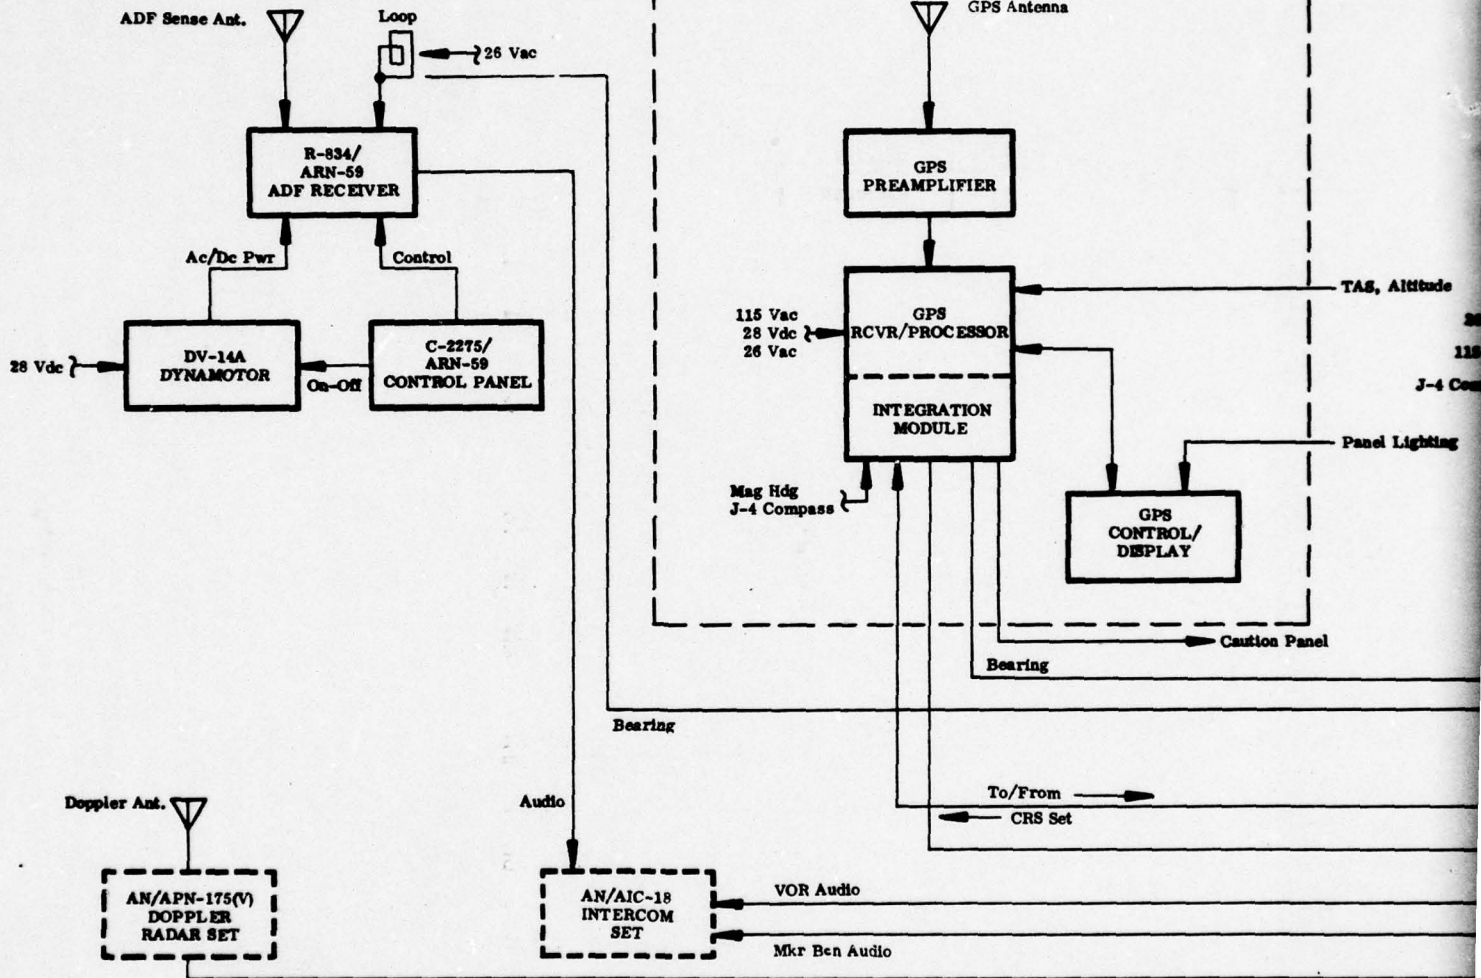 ADF Sense Ant.
Loop
26 Vac
GPS Antenna
R-834/
ARN-59
ADF RECEIVER
GPS
PREAMPLIFIER
Ac/Dc Pwr
Control
TAS, Altitude
115 Vac
28 Vdc
26 Vac
GPS
RCVR/PROCESSOR
28 Vdc
DV-14A
DYNAMOTOR
On-Off
C-2275/
ARN-59
CONTROL PANEL
J-4
INTEGRATION
MODULE
Panel Lighting
Mag Hdg
J-4 Compass
GPS
CONTROL/
DISPLAY
Caution Panel
Bearing
Bearing
Doppler Ant.
Audio
To/From
CRS Set
AN/APN-175(V)
DOPPLER
RADAR SET
AN/AIC-18
INTERCOM
SET
VOR Audio
Mkr Bcn Audio